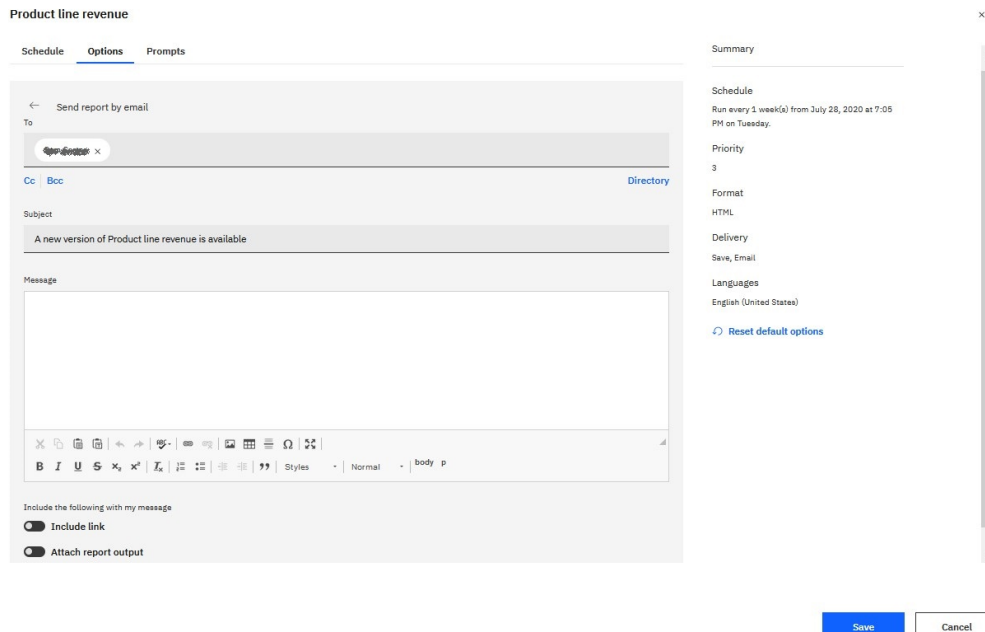 Product line revenue
×
Schedule Options Prompts
← Send report by email
To
×
Cc | Bcc
Directory
Subject
A new version of Product line revenue is available
Message
B I U S x₂ x² Iₓ Styles Normal body p
Include the following with my message
Include link
Attach report output
Summary
Schedule
Run every 1 week(s) from July 28, 2020 at 7:05
PM on Tuesday.
Priority
3
Format
HTML
Delivery
Save, Email
Languages
English (United States)
Reset default options
Save Cancel